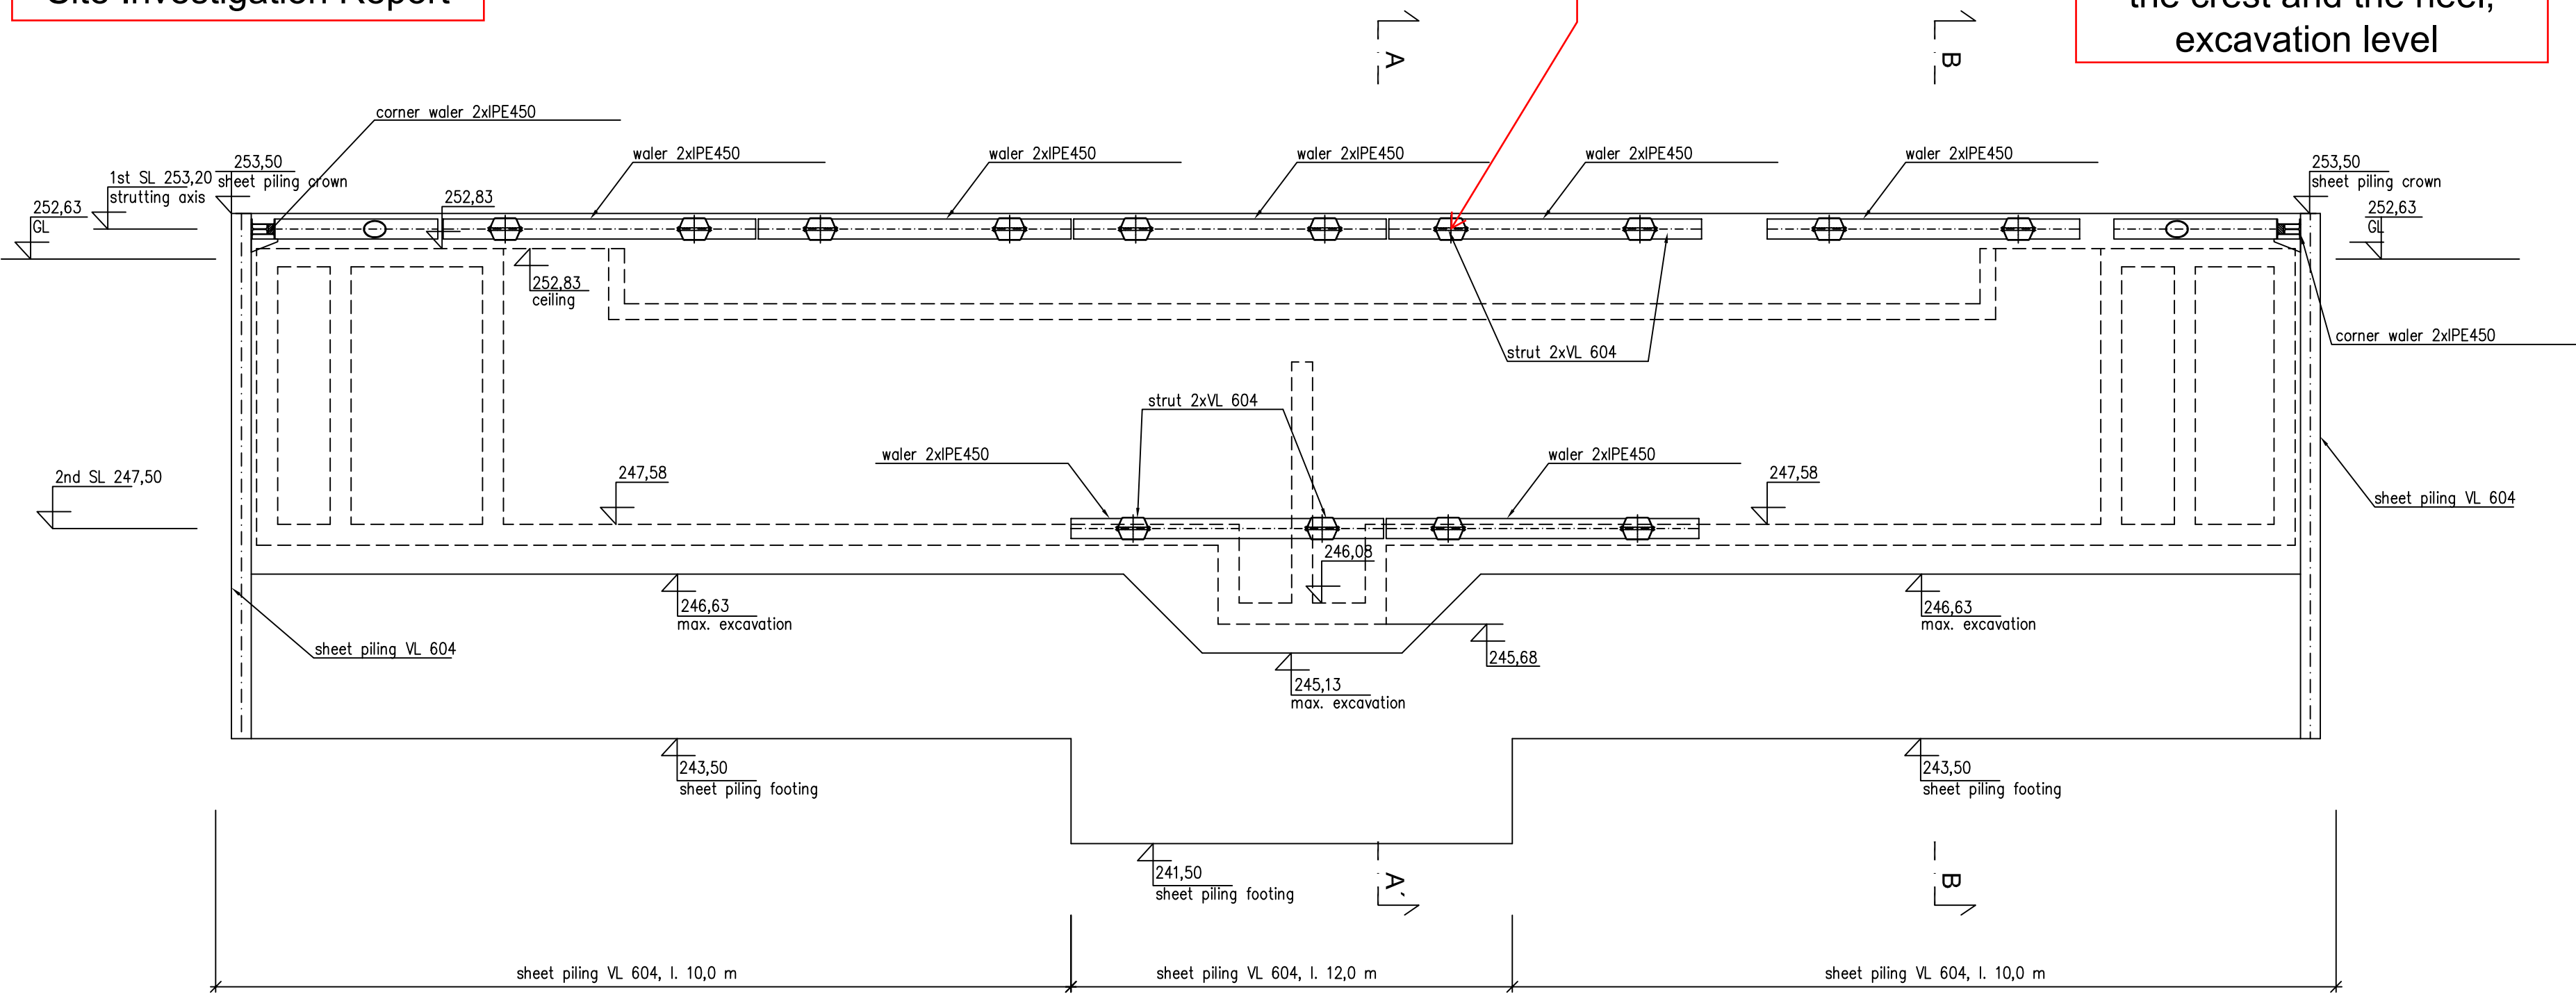 Site Investigation Report
the crest and the heel,
excavation level
A
B
corner waler 2xIPE450
waler 2xIPE450
waler 2xIPE450
waler 2xIPE450
waler 2xIPE450
waler 2xIPE450
253,50
sheet piling crown
1st SL 253,20
strutting axis
252,63
GL
252,83
253,50
sheet piling crown
252,63
GL
252,83
ceiling
strut 2xVL 604
corner waler 2xIPE450
strut 2xVL 604
waler 2xIPE450
waler 2xIPE450
2nd SL 247,50
247,58
247,58
sheet piling VL 604
246,08
246,63
max. excavation
246,63
max. excavation
sheet piling VL 604
245,68
245,13
max. excavation
243,50
sheet piling footing
243,50
sheet piling footing
241,50
sheet piling footing
A'
B
sheet piling VL 604, l. 10,0 m
sheet piling VL 604, l. 12,0 m
sheet piling VL 604, l. 10,0 m